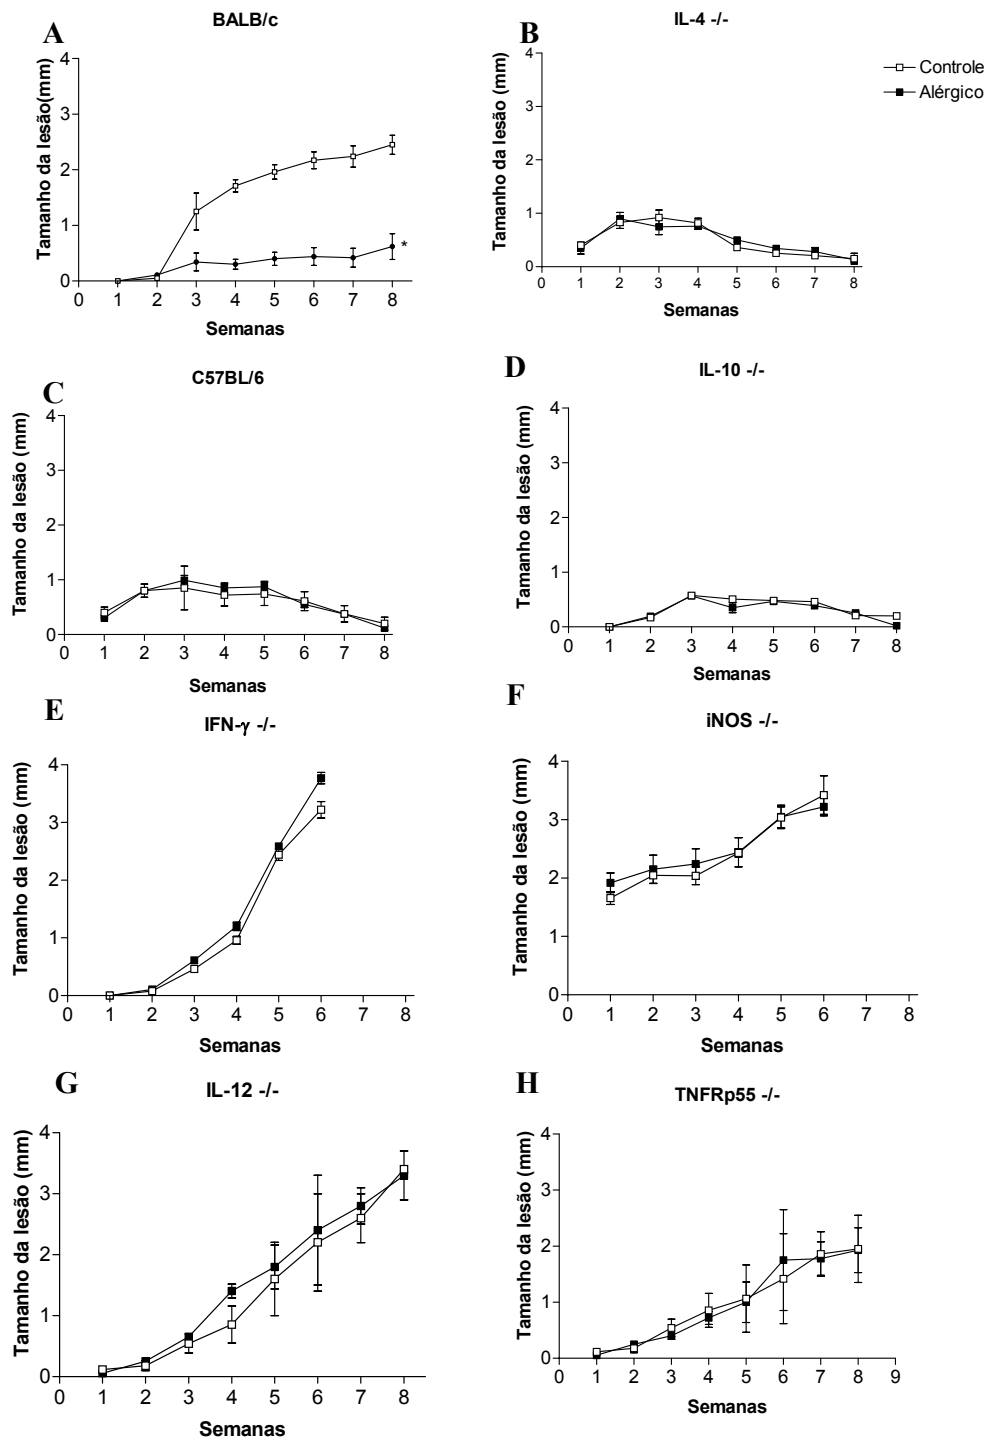 A
BALB/c
Tamanho da lesão(mm)
4
3
2
1
0
*
0 1 2 3 4 5 6 7 8
Semanas
B
IL-4 -/-
Controle
Alérgico
Tamanho da lesão (mm)
4
3
2
1
0
0 1 2 3 4 5 6 7 8
Semanas
C
C57BL/6
Tamanho da lesão (mm)
4
3
2
1
0
0 1 2 3 4 5 6 7 8
Semanas
D
IL-10 -/-
Tamanho da lesão (mm)
4
3
2
1
0
0 1 2 3 4 5 6 7 8
Semanas
E
IFN-γ -/-
Tamanho da lesão (mm)
4
3
2
1
0
0 1 2 3 4 5 6 7 8
Semanas
F
iNOS -/-
Tamanho da lesão (mm)
4
3
2
1
0
0 1 2 3 4 5 6 7 8
Semanas
G
IL-12 -/-
Tamanho da lesão (mm)
4
3
2
1
0
0 1 2 3 4 5 6 7 8
Semanas
H
TNFRp55 -/-
Tamanho da lesão (mm)
4
3
2
1
0
0 1 2 3 4 5 6 7 8 9
Semanas